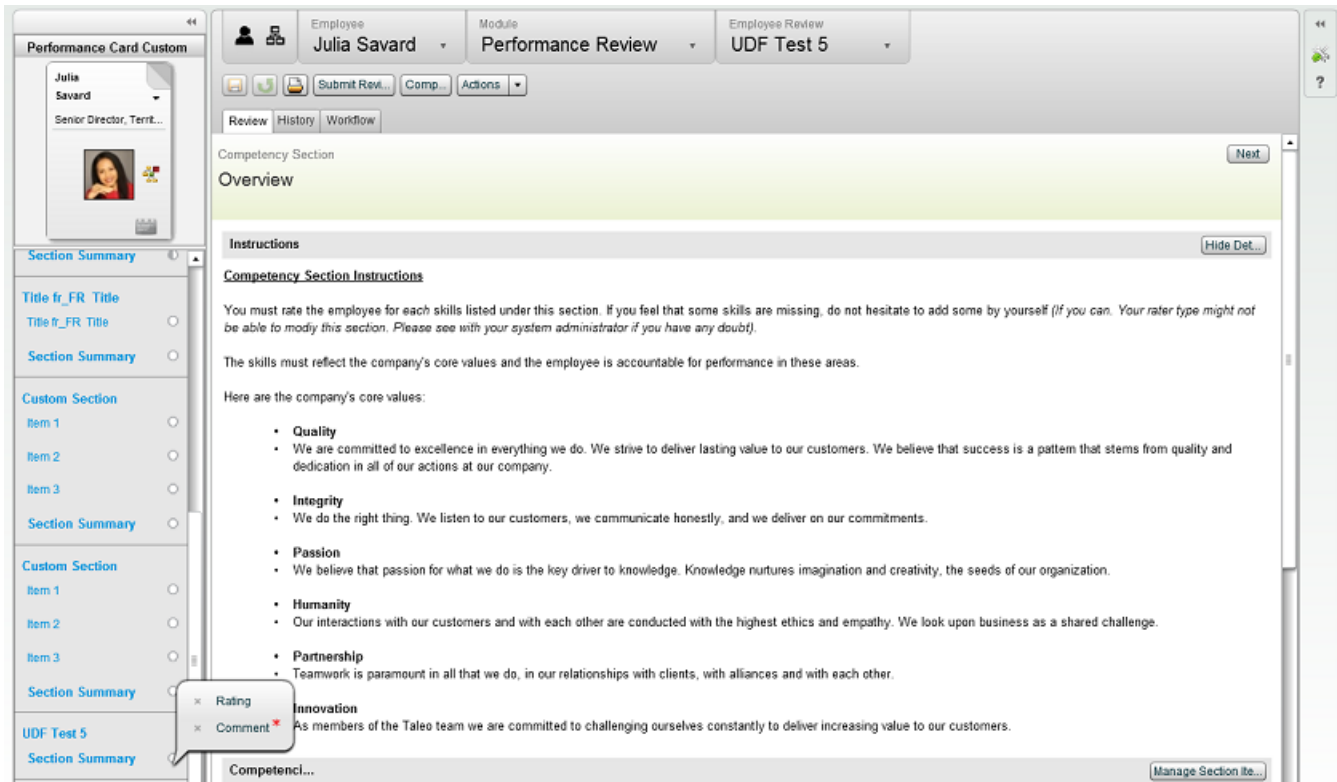 Performance Card Custom
Julia
Savard
Senior Director, Territ...
Section Summary
Title fr_FR Title
Title fr_FR Title
Section Summary
Custom Section
Item 1
Item 2
Item 3
Section Summary
Custom Section
Item 1
Item 2
Item 3
Section Summary
UDF Test 5
Section Summary
× Rating
× Comment *
Employee
Julia Savard
Module
Performance Review
Employee Review
UDF Test 5
Submit Revi...
Comp...
Actions
Review
History
Workflow
Competency Section
Next
Overview
Instructions
Hide Det...
Competency Section Instructions
You must rate the employee for each skills listed under this section. If you feel that some skills are missing, do not hesitate to add some by yourself (If you can. Your rater type might not
be able to modiy this section. Please see with your system administrator if you have any doubt).
The skills must reflect the company's core values and the employee is accountable for performance in these areas.
Here are the company's core values:
• Quality
• We are committed to excellence in everything we do. We strive to deliver lasting value to our customers. We believe that success is a pattern that stems from quality and
dedication in all of our actions at our company.
• Integrity
• We do the right thing. We listen to our customers, we communicate honestly, and we deliver on our commitments.
• Passion
• We believe that passion for what we do is the key driver to knowledge. Knowledge nurtures imagination and creativity, the seeds of our organization.
• Humanity
• Our interactions with our customers and with each other are conducted with the highest ethics and empathy. We look upon business as a shared challenge.
• Partnership
• Teamwork is paramount in all that we do, in our relationships with clients, with alliances and with each other.
Innovation
As members of the Taleo team we are committed to challenging ourselves constantly to deliver increasing value to our customers.
Competenci...
Manage Section Ite...
?